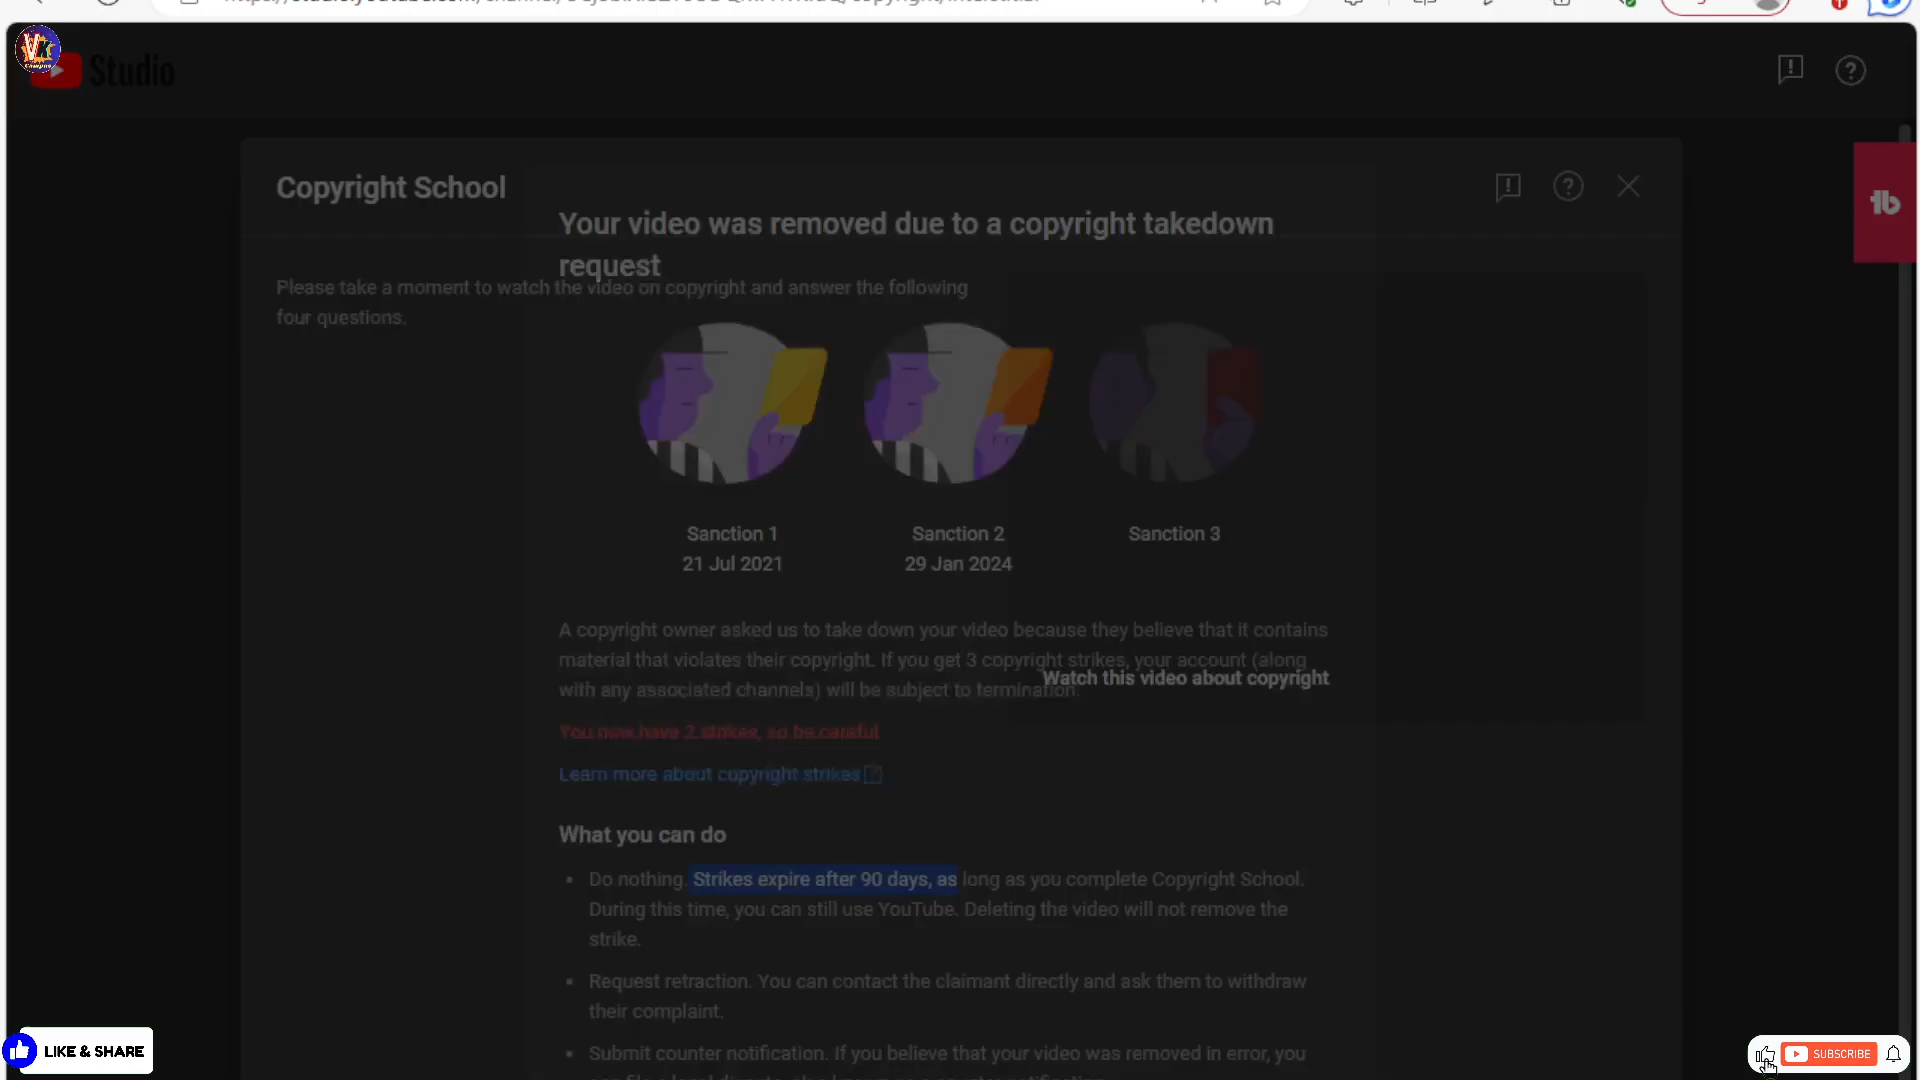 VK
Campus
Studio
Copyright School
Your video was removed due to a copyright takedown
request
Please take a moment to watch the video on copyright and answer the following
four questions.
Sanction 1
21 Jul 2021
Sanction 2
29 Jan 2024
Sanction 3
A copyright owner asked us to take down your video because they believe that it contains
material that violates their copyright. If you get 3 copyright strikes, your account (along
with any associated channels) will be subject to termination.
Watch this video about copyright
You now have 2 strikes, so be careful
Learn more about copyright strikes
What you can do
• Do nothing. Strikes expire after 90 days, as long as you complete Copyright School.
During this time, you can still use YouTube. Deleting the video will not remove the
strike.
• Request retraction. You can contact the claimant directly and ask them to withdraw
their complaint.
• Submit counter notification. If you believe that your video was removed in error, you
LIKE & SHARE
SUBSCRIBE
tb